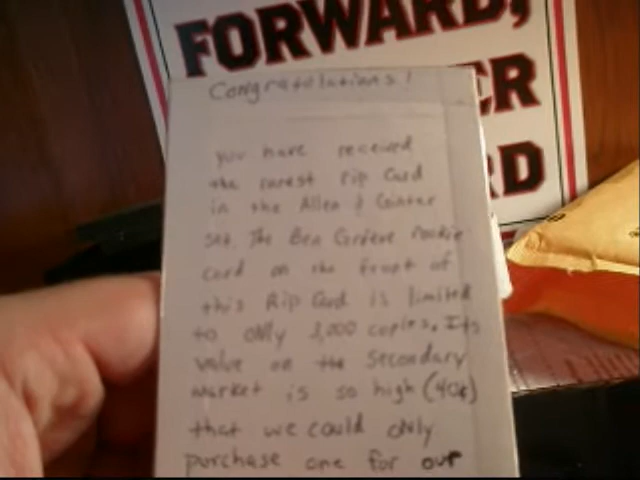 FORWARD,
ER
RD
Congratulations!
you have received
the rarest Rip Card
in the Allen & Ginter
set. The Ben Grieve rookie
card on the front of
this Rip Card is limited
to only 3,000 copies. Its
value on the secondary
market is so high (40¢)
that we could only
purchase one for our